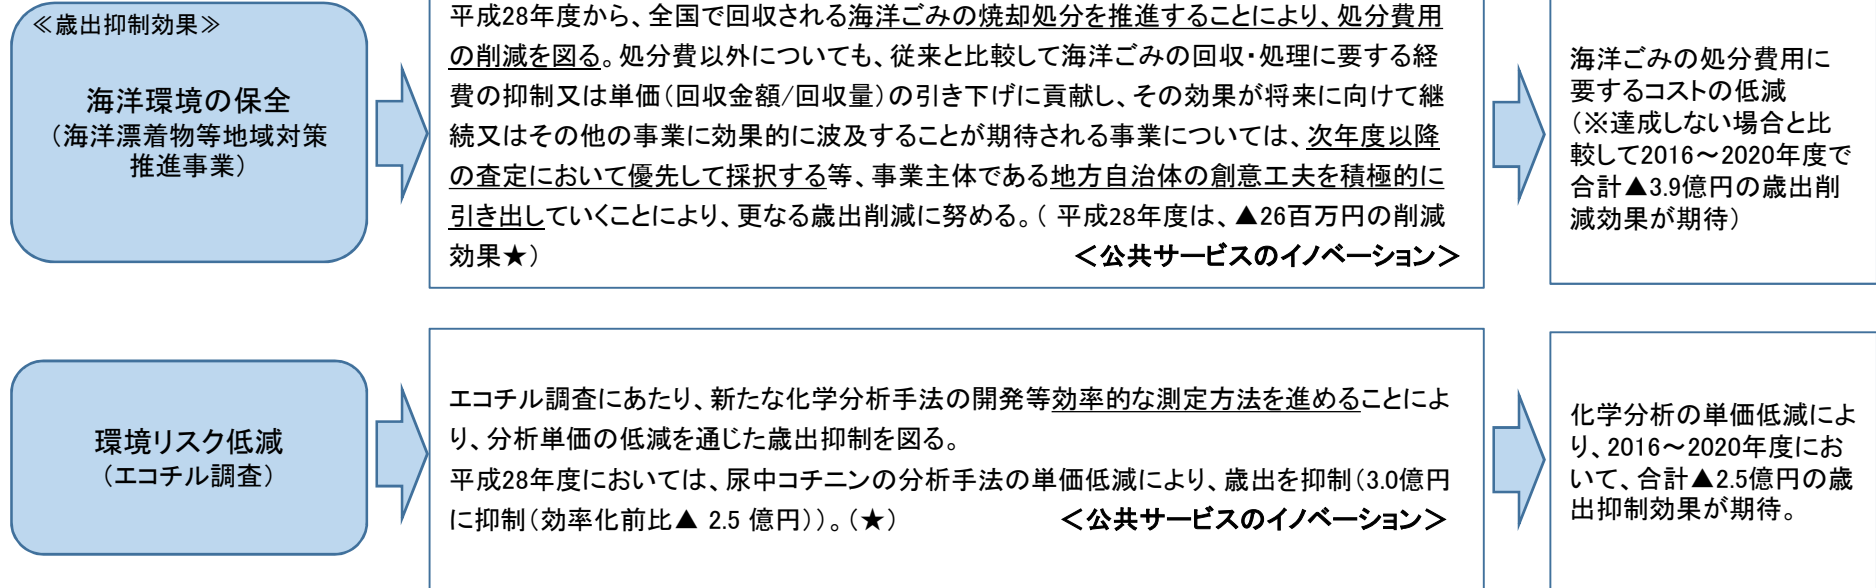 ≪歳出抑制効果≫
海洋環境の保全
（海洋漂着物等地域対策
推進事業）
平成28年度から、全国で回収される海洋ごみの焼却処分を推進することにより、処分費用
の削減を図る。処分費以外についても、従来と比較して海洋ごみの回収・処理に要する経
費の抑制又は単価（回収金額/回収量）の引き下げに貢献し、その効果が将来に向けて継
続又はその他の事業に効果的に波及することが期待される事業については、次年度以降
の査定において優先して採択する等、事業主体である地方自治体の創意工夫を積極的に
引き出していくことにより、更なる歳出削減に努める。（ 平成28年度は、▲26百万円の削減
効果★）
＜公共サービスのイノベーション＞
海洋ごみの処分費用に
要するコストの低減
（※達成しない場合と比
較して2016～2020年度で
合計▲3.9億円の歳出削
減効果が期待）
環境リスク低減
（エコチル調査）
エコチル調査にあたり、新たな化学分析手法の開発等効率的な測定方法を進めることによ
り、分析単価の低減を通じた歳出抑制を図る。
平成28年度においては、尿中コチニンの分析手法の単価低減により、歳出を抑制（3.0億円
に抑制（効率化前比▲ 2.5 億円））。（★）
＜公共サービスのイノベーション＞
化学分析の単価低減によ
り、2016～2020年度にお
いて、合計▲2.5億円の歳
出抑制効果が期待。